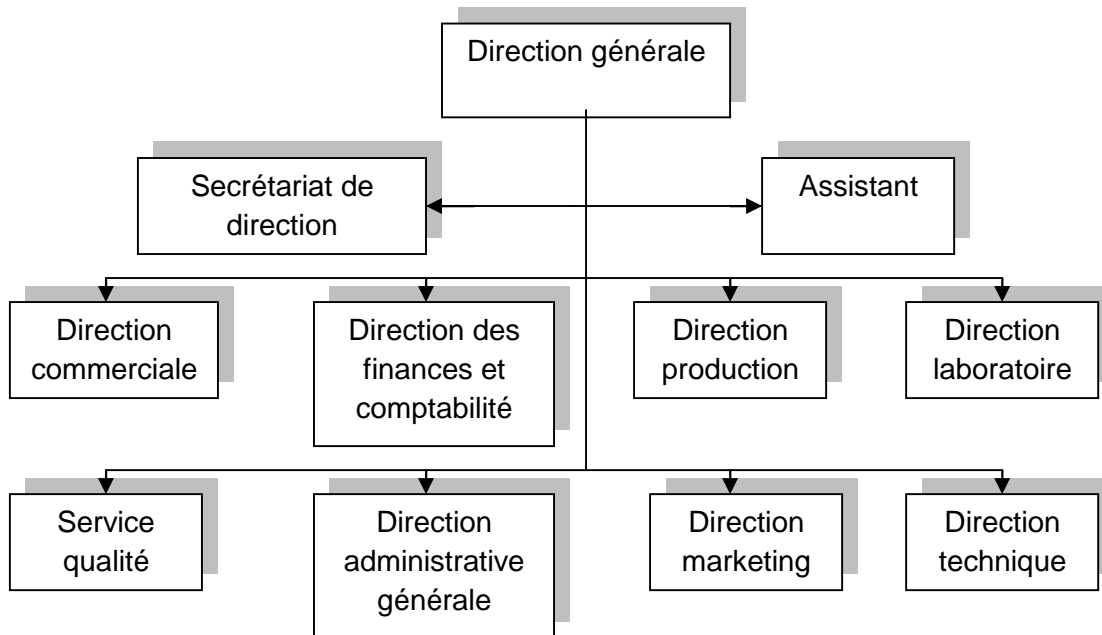 Direction générale
Secrétariat de
direction
Assistant
Direction
commerciale
Direction des
finances et
comptabilité
Direction
production
Direction
laboratoire
Service
qualité
Direction
administrative
générale
Direction
marketing
Direction
technique